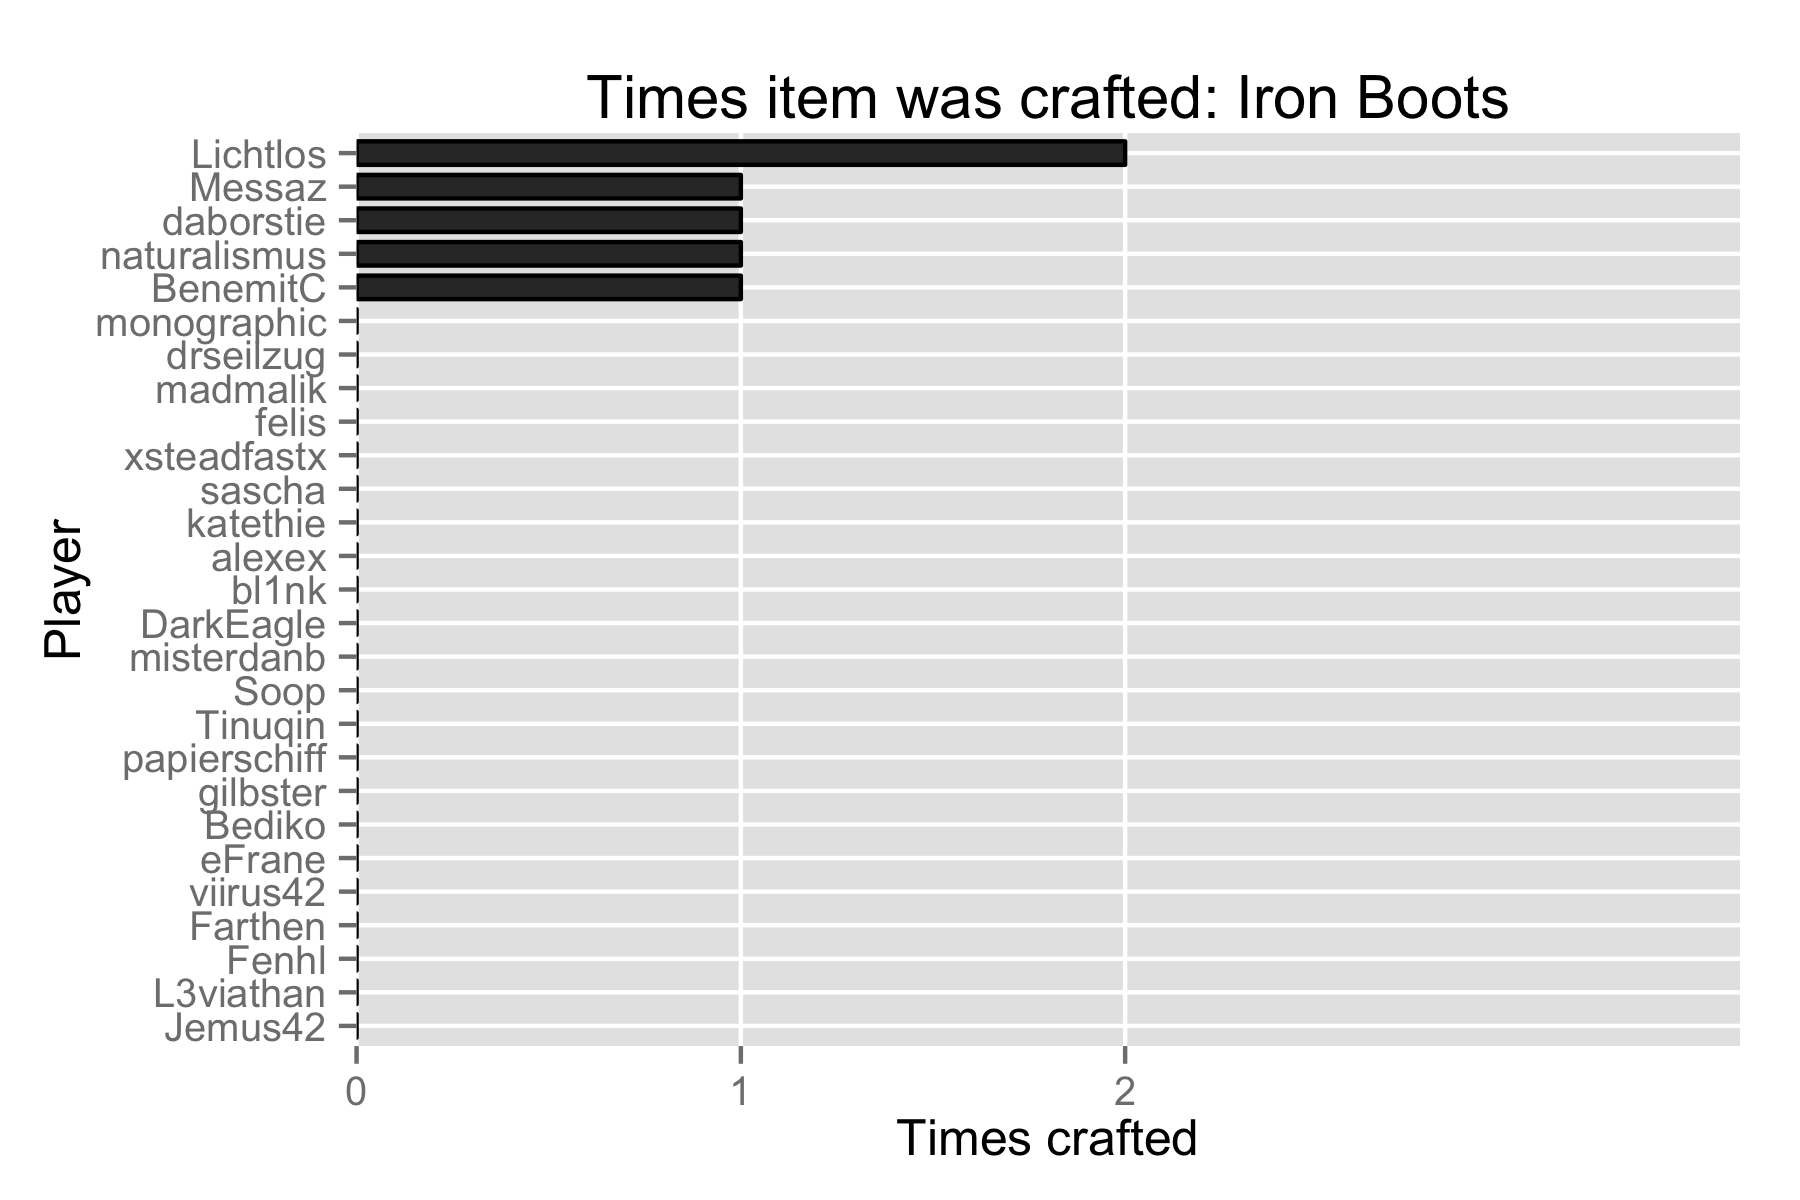 Times item was crafted: Iron Boots
Lichtlos
Messaz
daborstie
naturalismus
BenemitC
monographic
drseilzug
madmalik
felis
xsteadfastx
sascha
katethie
alexex
bl1nk
DarkEagle
misterdanb
Soop
Tinuqin
papierschiff
gilbster
Bediko
eFrane
viirus42
Farthen
Fenhl
L3viathan
Jemus42
Player
0 1 2
Times crafted